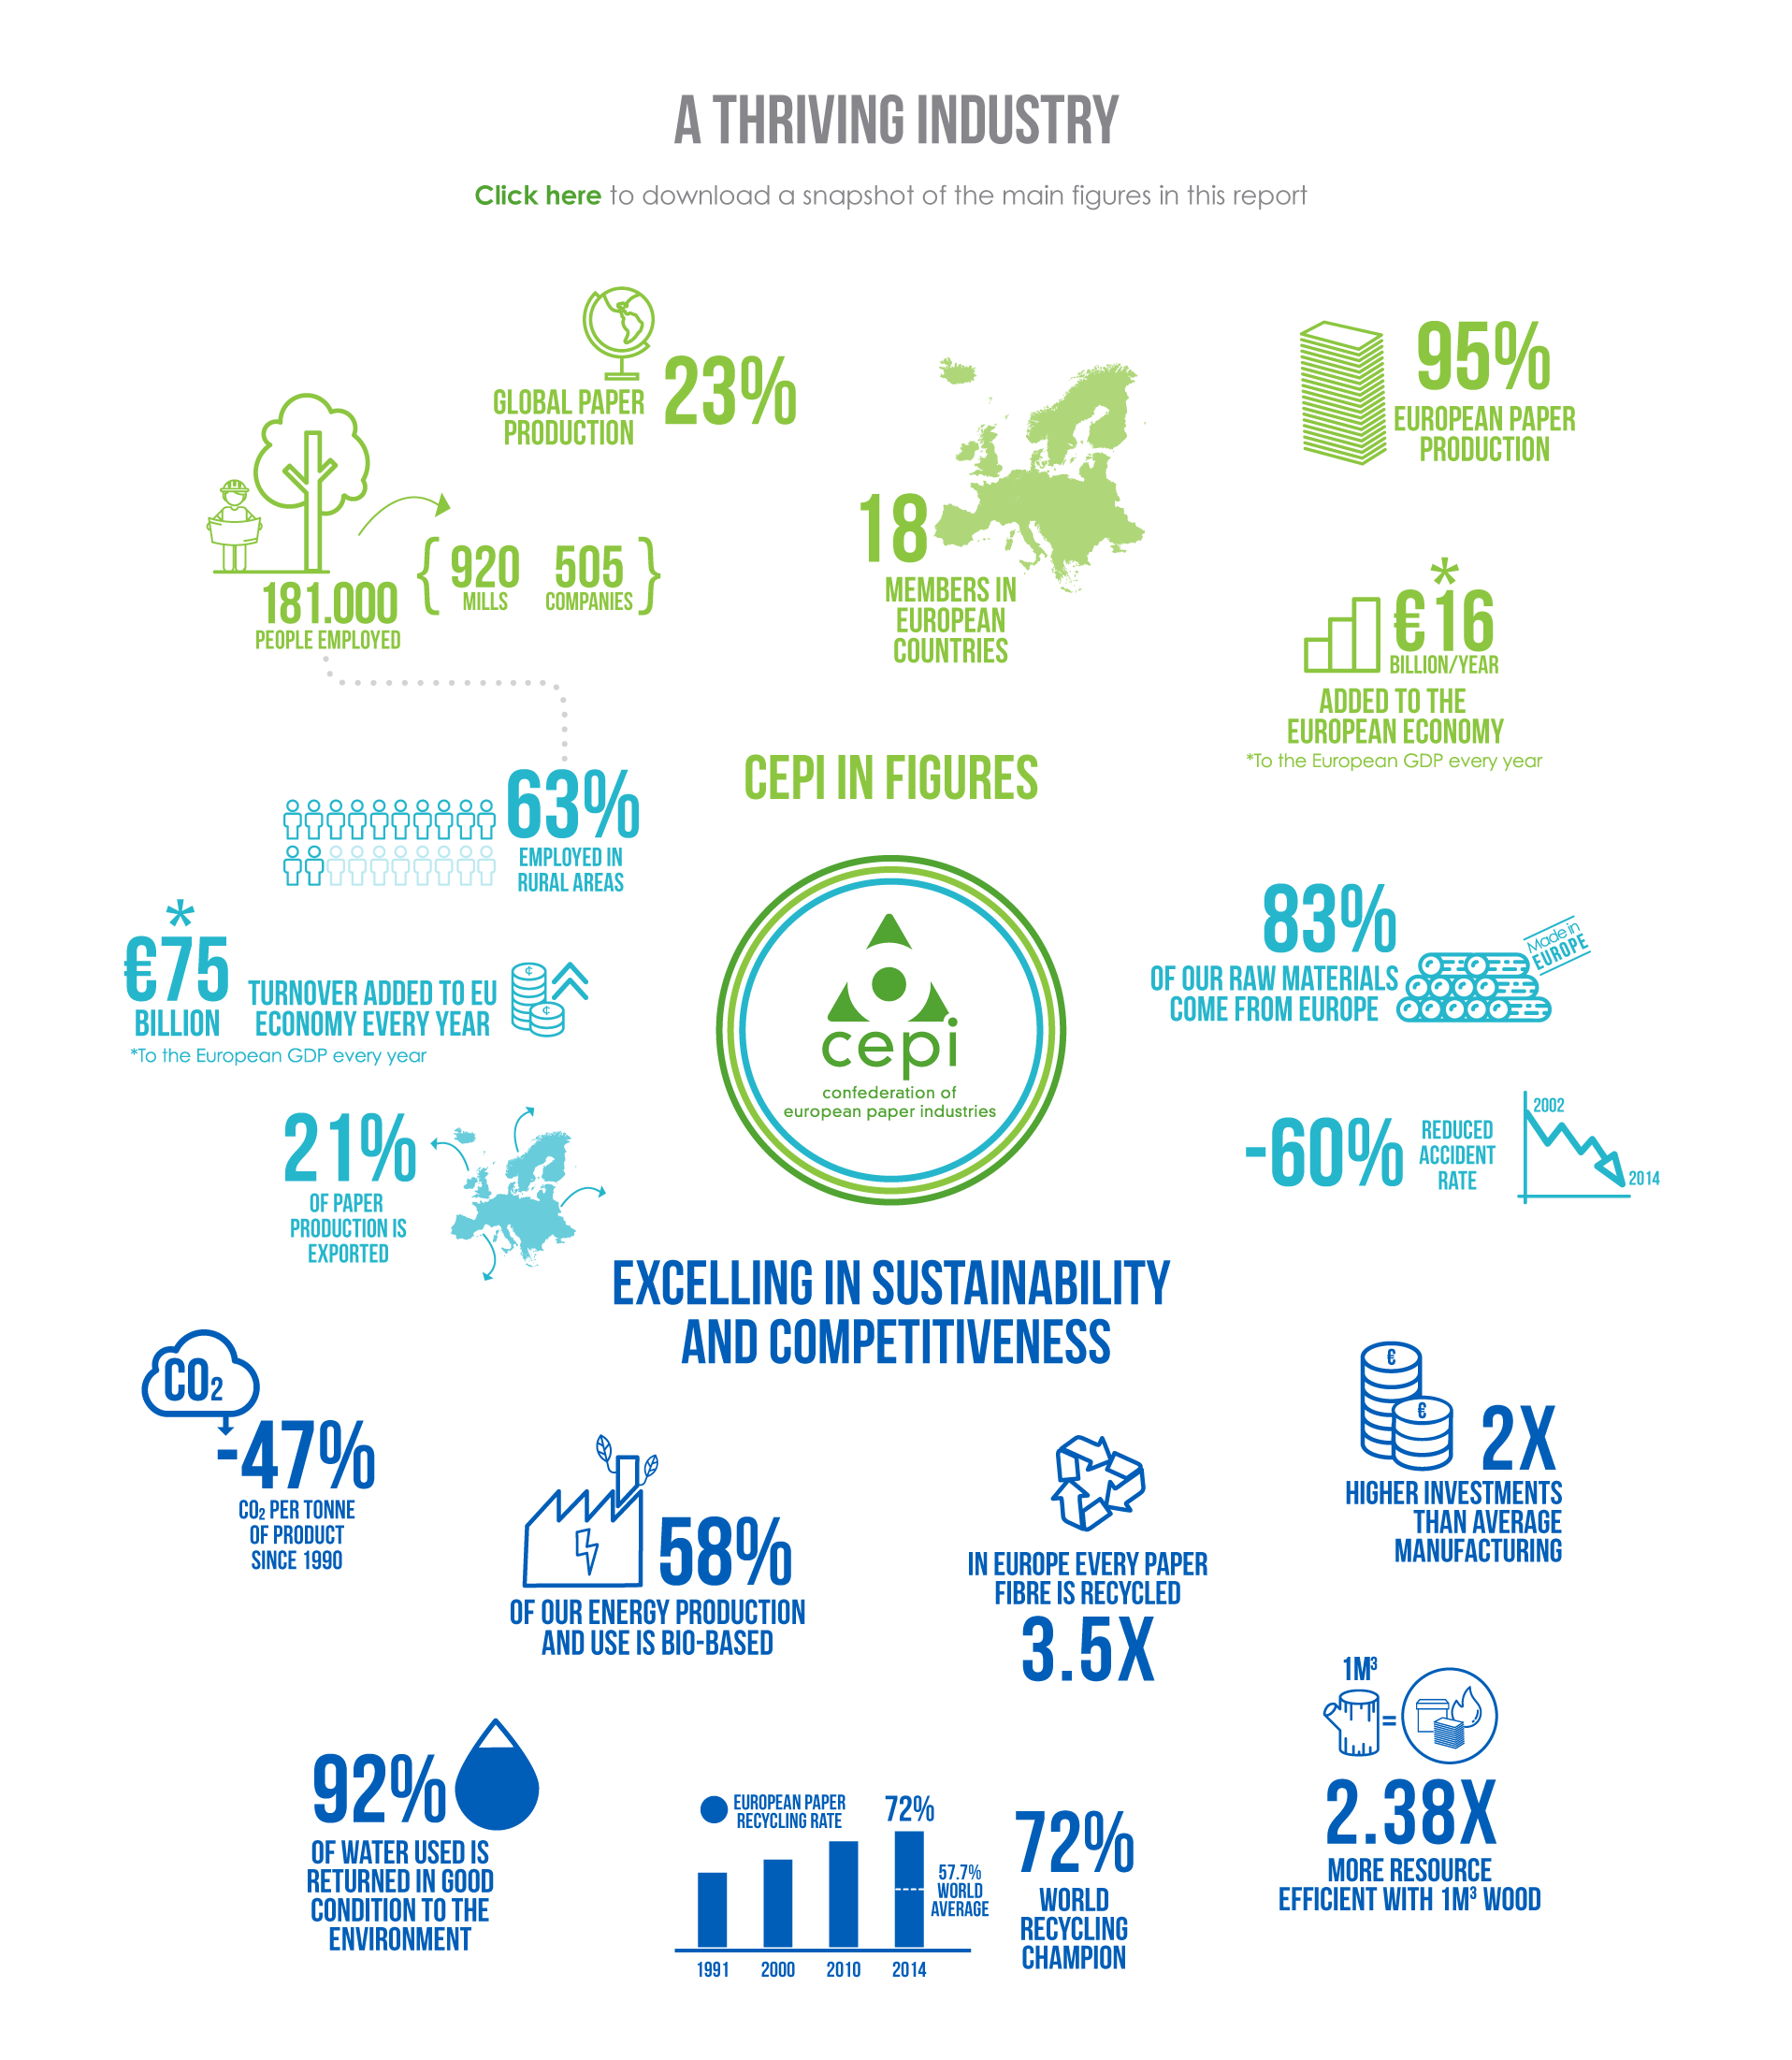 A THRIVING INDUSTRY
Click here to download a snapshot of the main figures in this report
GLOBAL PAPER
PRODUCTION
23%
181.000
PEOPLE EMPLOYED
{ 920
MILLS
505 }
COMPANIES
18
MEMBERS IN
EUROPEAN
COUNTRIES
95%
EUROPEAN PAPER
PRODUCTION
*
€16
BILLION/YEAR
ADDED TO THE
EUROPEAN ECONOMY
*To the European GDP every year
CEPI IN FIGURES
63%
EMPLOYED IN
RURAL AREAS
*
€75
BILLION
TURNOVER ADDED TO EU
ECONOMY EVERY YEAR
¢
¢
*To the European GDP every year
21%
OF PAPER
PRODUCTION IS
EXPORTED
cepi
confederation of
european paper industries
83%
OF OUR RAW MATERIALS
COME FROM EUROPE
Made in
EUROPE
-60%
REDUCED
ACCIDENT
RATE
2002
2014
EXCELLING IN SUSTAINABILITY
AND COMPETITIVENESS
CO₂
-47%
CO₂ PER TONNE
OF PRODUCT
SINCE 1990
58%
OF OUR ENERGY PRODUCTION
AND USE IS BIO-BASED
IN EUROPE EVERY PAPER
FIBRE IS RECYCLED
3.5X
€
€
2X
HIGHER INVESTMENTS
THAN AVERAGE
MANUFACTURING
92%
OF WATER USED IS
RETURNED IN GOOD
CONDITION TO THE
ENVIRONMENT
EUROPEAN PAPER
RECYCLING RATE
72%
57.7%
WORLD
AVERAGE
1991 2000 2010 2014
72%
WORLD
RECYCLING
CHAMPION
1M³
=
2.38X
MORE RESOURCE
EFFICIENT WITH 1M³ WOOD